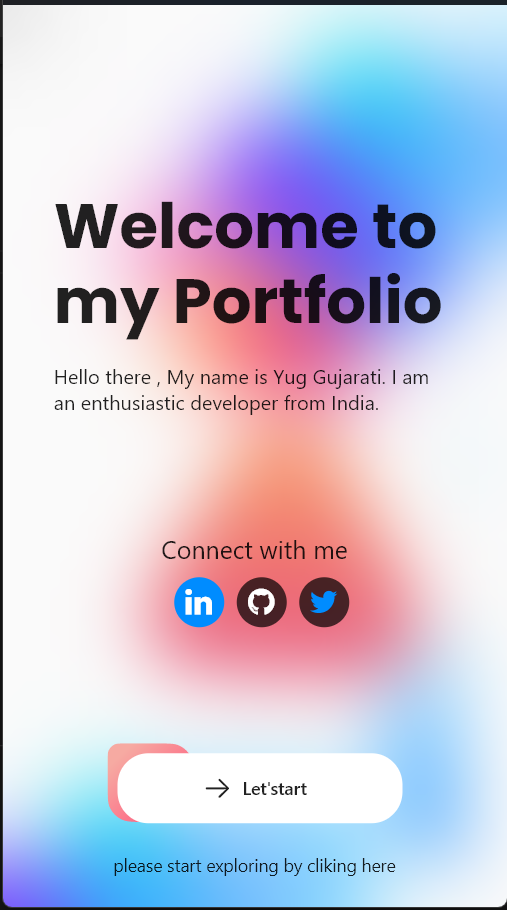 Welcome to
my Portfolio
Hello there , My name is Yug Gujarati. I am
an enthusiastic developer from India.
Connect with me
in
Let'start
please start exploring by cliking here